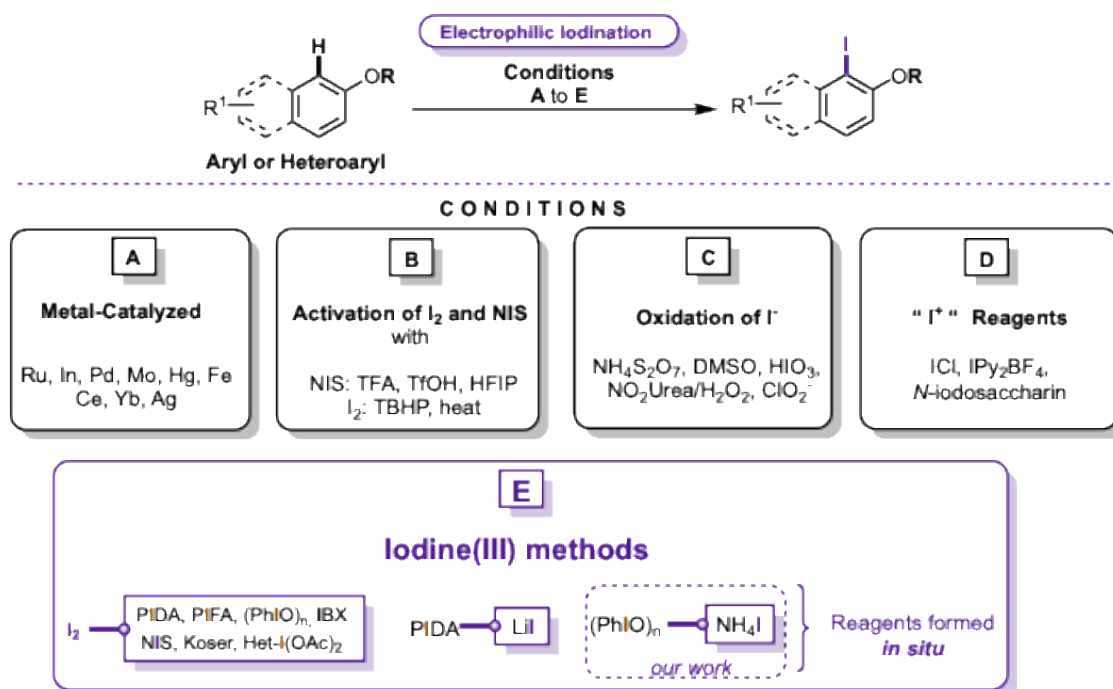 Electrophilic Iodination
H
OR
R¹
Conditions
A to E
I
OR
R¹
Aryl or Heteroaryl
CONDITIONS
A
Metal-Catalyzed
Ru, In, Pd, Mo, Hg, Fe
Ce, Yb, Ag
B
Activation of I₂ and NIS
with
NIS: TFA, TfOH, HFIP
I₂: TBHP, heat
C
Oxidation of I⁻
NH₄S₂O₇, DMSO, HIO₃,
NO₂Urea/H₂O₂, ClO₂⁻
D
“ I⁺ “ Reagents
ICl, IPy₂BF₄,
N-iodosaccharin
E
Iodine(III) methods
I₂
PIDA, PIFA, (PhIO)ₙ, IBX
NIS, Koser, Het-I(OAc)₂
PIDA
LiI
(PhIO)ₙ
NH₄I
our work
Reagents formed
in situ